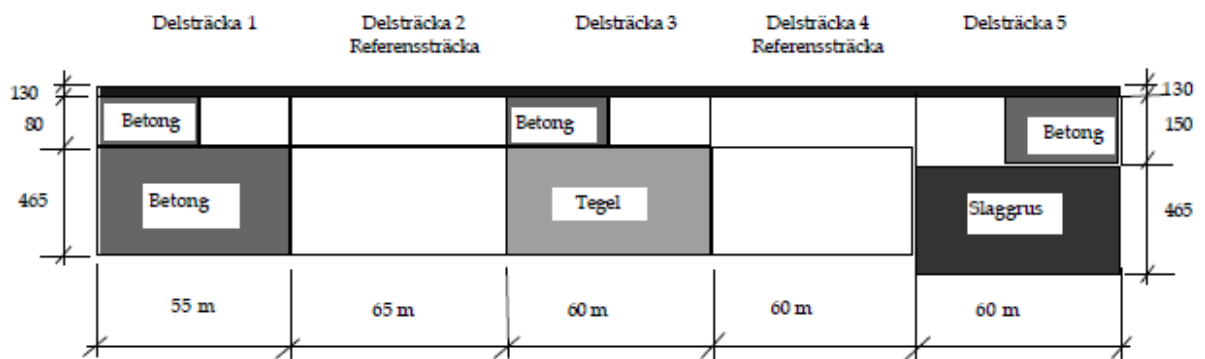 Delsträcka 1
Delsträcka 2
Referenssträcka
Delsträcka 3
Delsträcka 4
Referenssträcka
Delsträcka 5
130
80
465
Betong
Betong
Betong
Tegel
Betong
Slaggrus
130
150
465
55 m
65 m
60 m
60 m
60 m